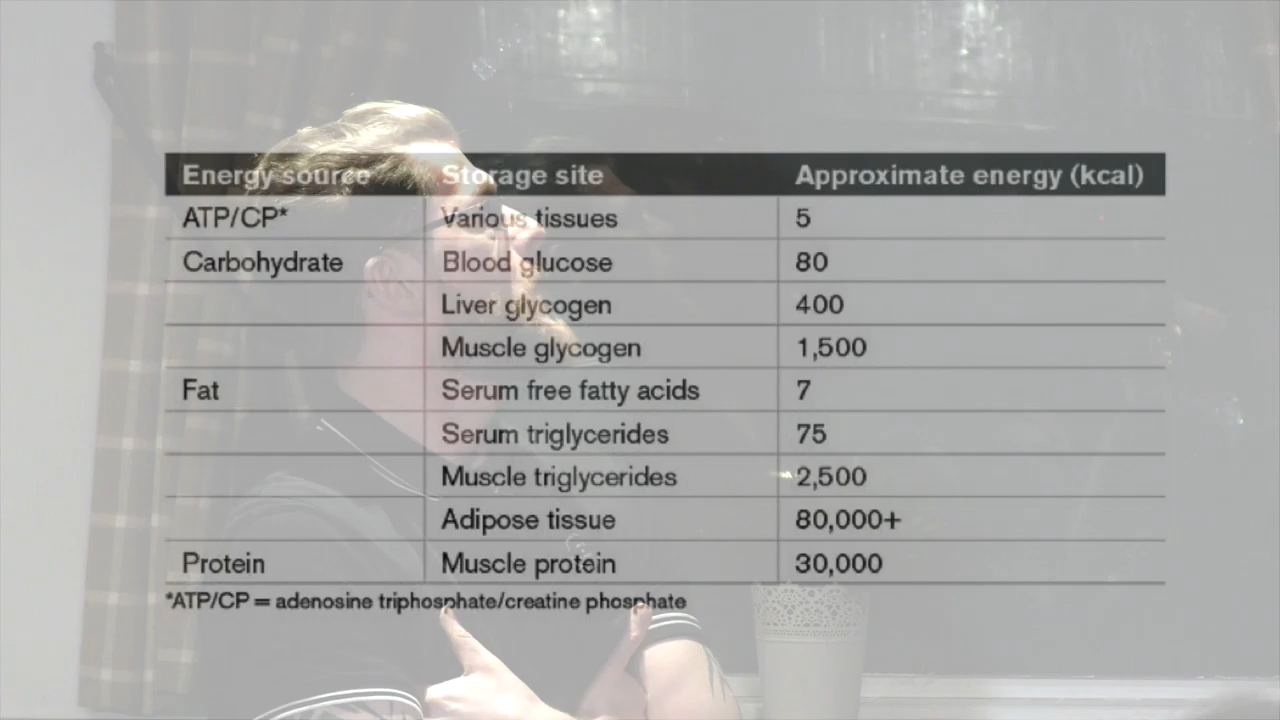 Energy source Storage site Approximate energy (kcal)
ATP/CP* Various tissues 5
Carbohydrate Blood glucose 80
Liver glycogen 400
Muscle glycogen 1,500
Fat Serum free fatty acids 7
Serum triglycerides 75
Muscle triglycerides 2,500
Adipose tissue 80,000+
Protein Muscle protein 30,000
*ATP/CP = adenosine triphosphate/creatine phosphate